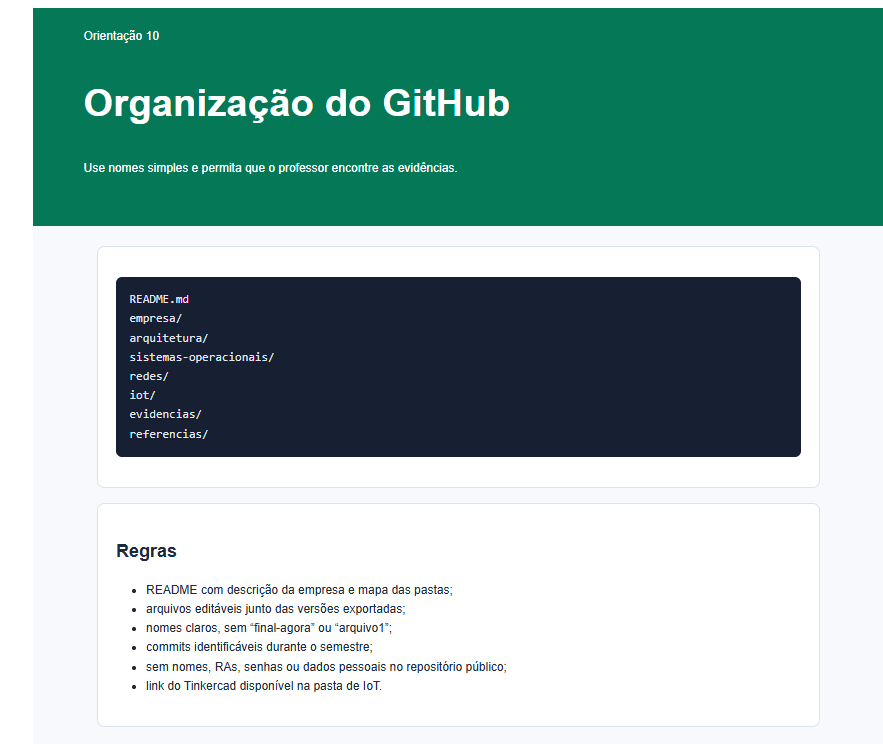 Orientação 10
Organização do GitHub
Use nomes simples e permita que o professor encontre as evidências.
README.md
empresa/
arquitetura/
sistemas-operacionais/
redes/
iot/
evidencias/
referencias/
Regras
• README com descrição da empresa e mapa das pastas;
• arquivos editáveis junto das versões exportadas;
• nomes claros, sem “final-agora” ou “arquivo1”;
• commits identificáveis durante o semestre;
• sem nomes, RAs, senhas ou dados pessoais no repositório público;
• link do Tinkercad disponível na pasta de IoT.